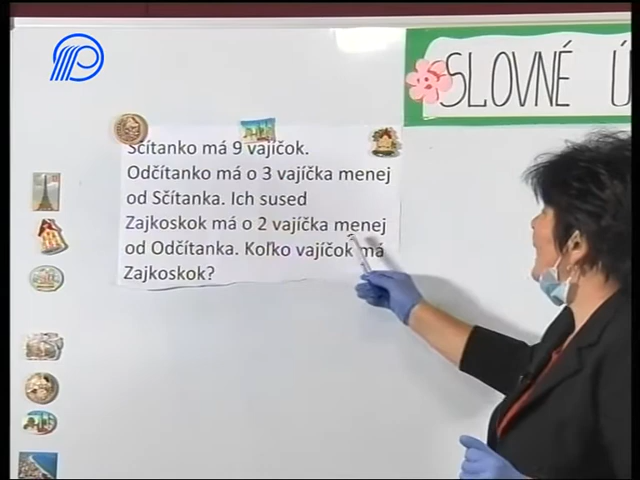 SLOVNÉ Ú
Sčítanko má 9 vajíčok.
Odčítanko má o 3 vajíčka menej
od Sčítanka. Ich sused
Zajkoskok má o 2 vajíčka menej
od Odčítanka. Koľko vajíčok má
Zajkoskok?